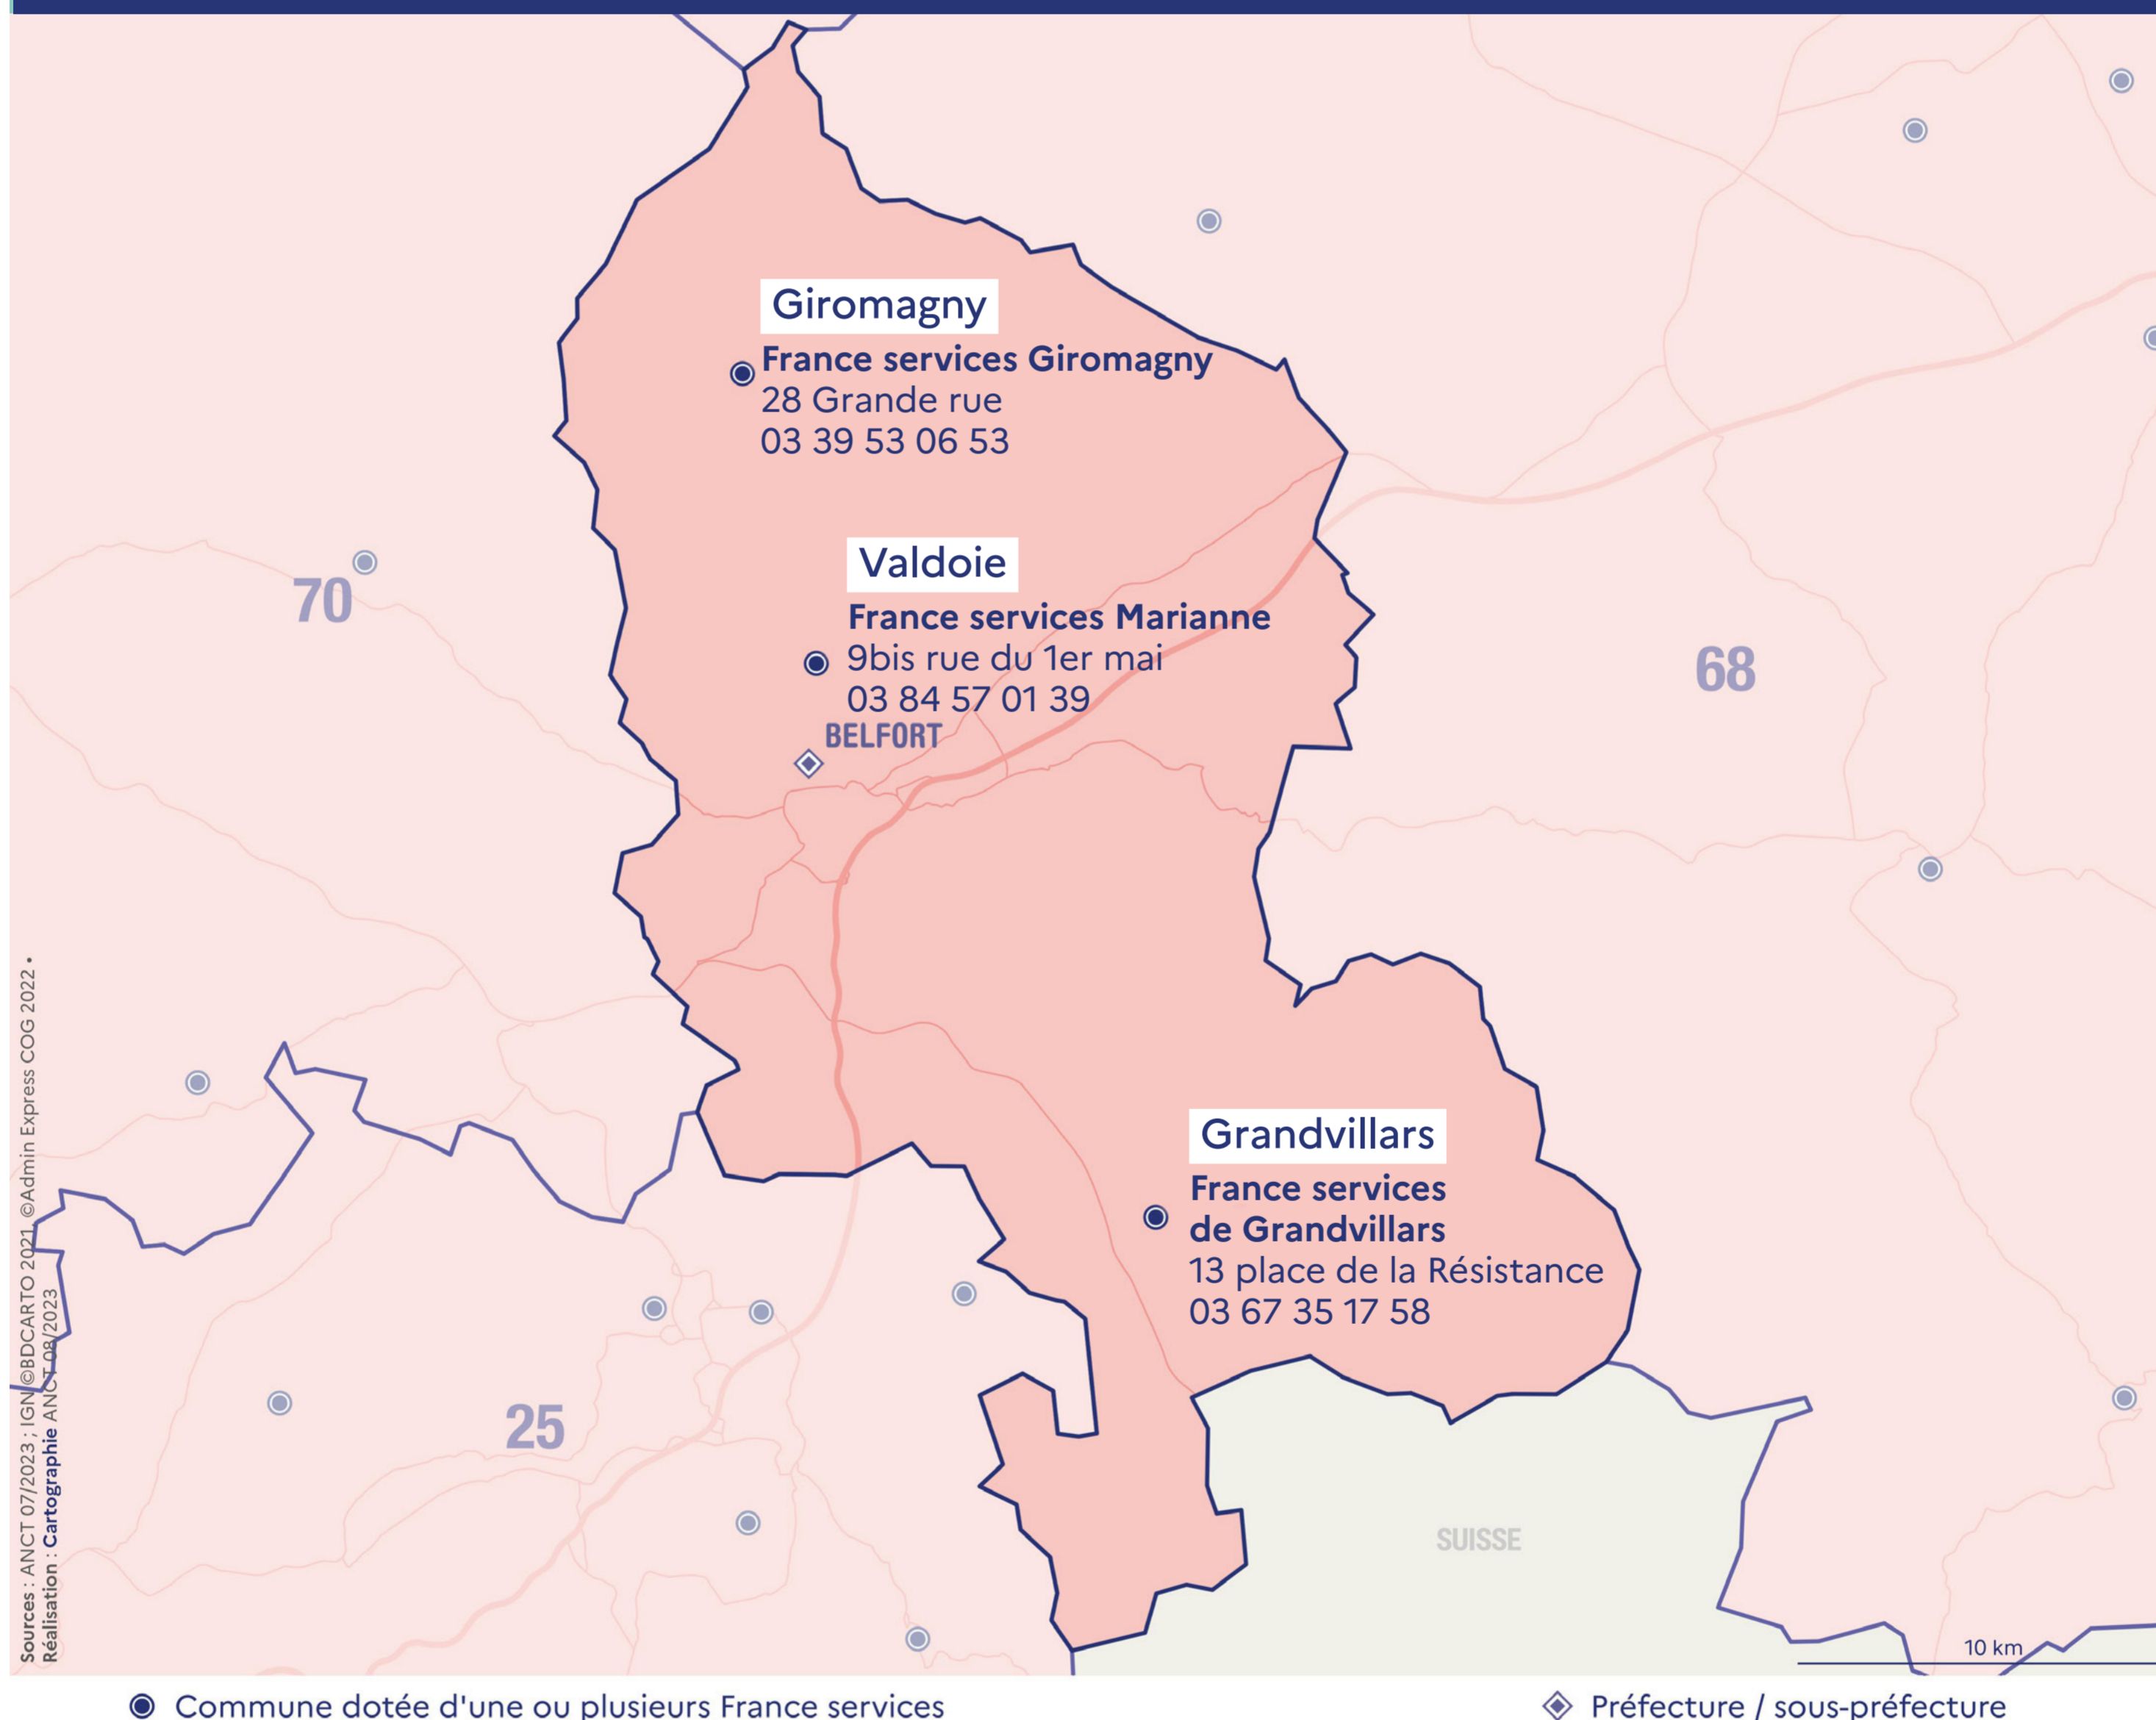 Giromagny
France services Giromagny
28 Grande rue
03 39 53 06 53
Valdoie
France services Marianne
9bis rue du 1er mai
03 84 57 01 39
BELFORT
70
68
Grandvillars
France services
de Grandvillars
13 place de la Résistance
03 67 35 17 58
25
SUISSE
10 km
Sources : ANCT 07/2023 ; IGN ©BDCARTO 2021, ©Admin Express COG 2022 •
Réalisation : Cartographie ANCT 08/2023
Commune dotée d'une ou plusieurs France services
Préfecture / sous-préfecture